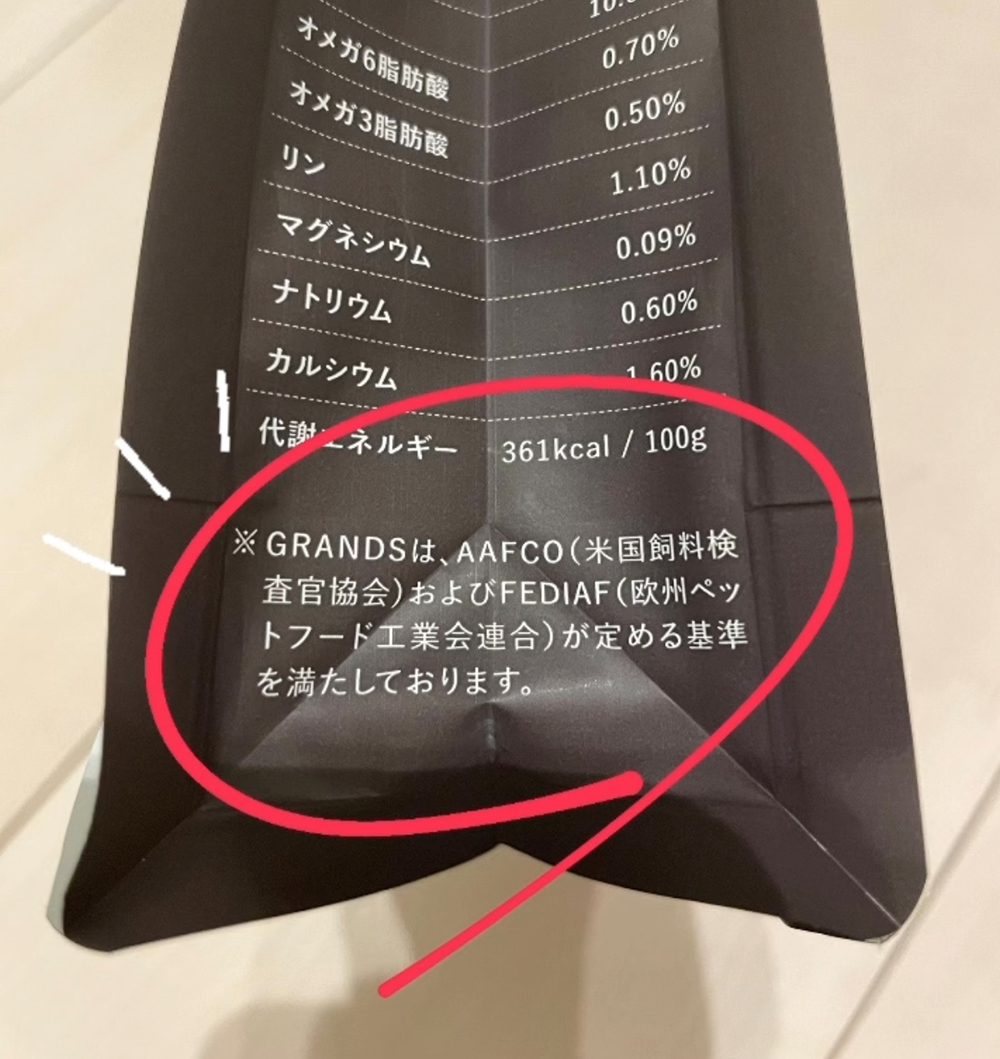 オメガ6脂肪酸 0.70%
オメガ3脂肪酸 0.50%
リン 1.10%
マグネシウム 0.09%
ナトリウム 0.60%
カルシウム 1.60%
代謝エネルギー 361kcal / 100g
※GRANDSは、AAFCO(米国飼料検
査官協会)およびFEDIAF(欧州ペッ
トフード工業会連合)が定める基準
を満たしております。